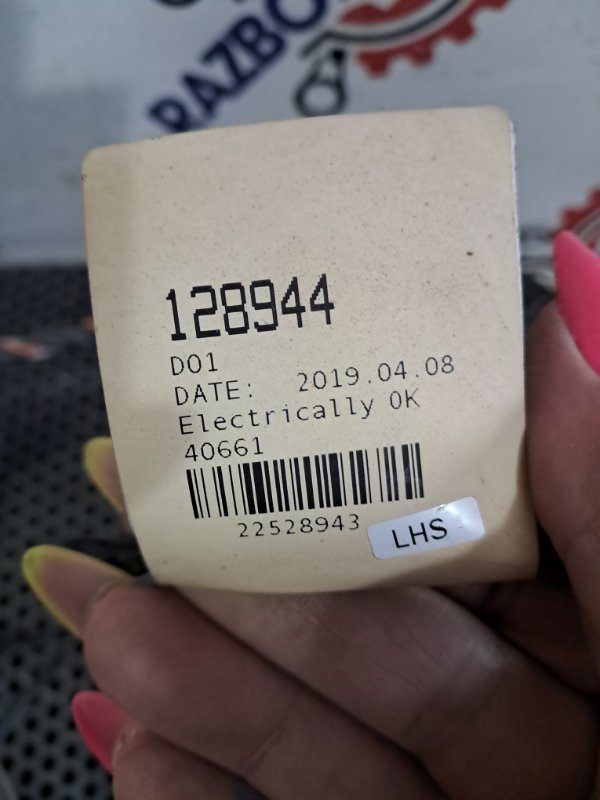 RAZBO
128944
D01
DATE: 2019.04.08
Electrically OK
40661
22528943
LHS